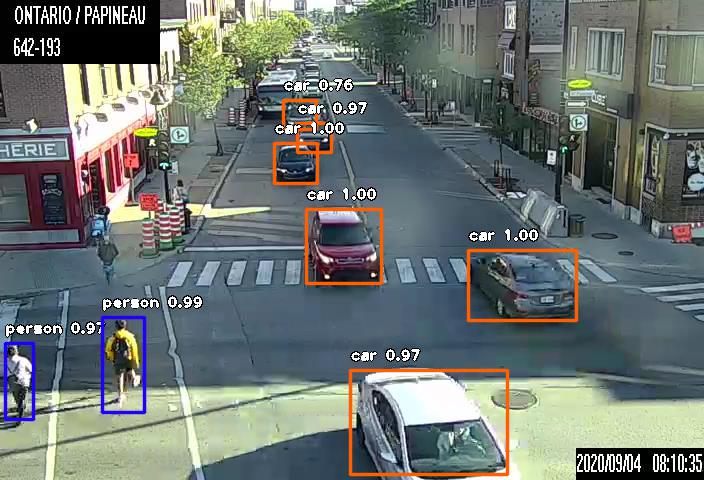 ONTARIO / PAPINEAU
642-193
car 0.76
car 0.97
car 1.00
HERIE
car 1.00
car 1.00
person 0.99
person 0.97
car 0.97
2020/09/04 08:10:35